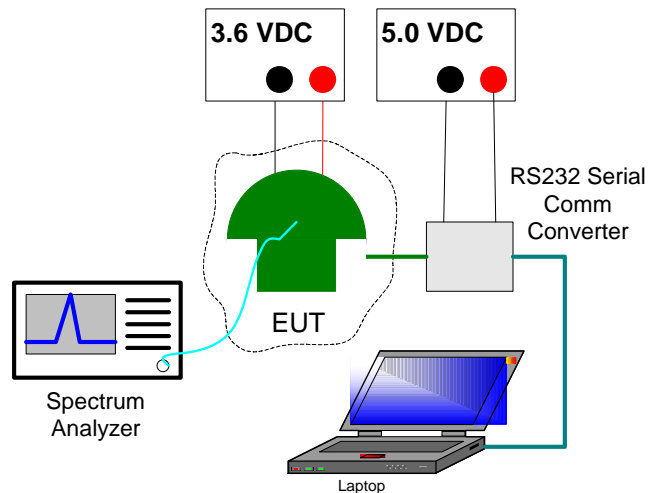 3.6 VDC
5.0 VDC
RS232 Serial
Comm
Converter
EUT
Spectrum
Analyzer
Laptop